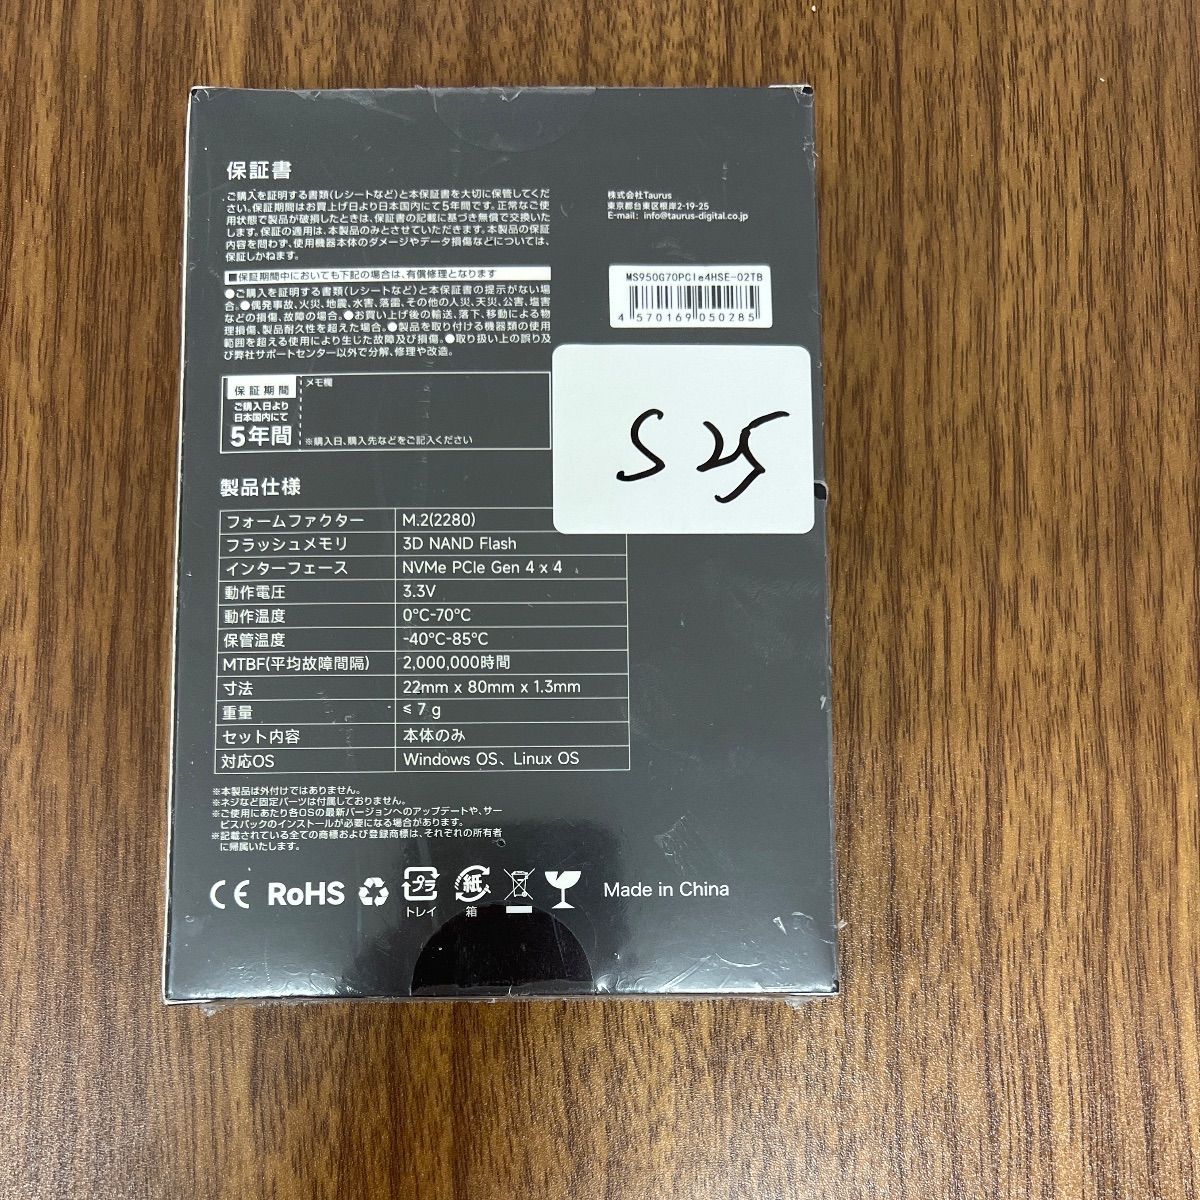 保証書
ご購入を証明する書類(レシートなど)と本保証書を大切に保管してくだ
さい。保証期間はお買上げ日より日本国内にて5年間です。正常なご使
用状態で製品が破損したときは、保証書の記載に基づき無償で交換いた
します。保証の適用は、本製品のみとさせていただきます。本製品の保証
内容を問わず、使用機器本体のダメージやデータ損傷などについては、
保証しかねます。
■保証期間中においても下記の場合は、有償修理となります
●ご購入を証明する書類(レシートなど)と本保証書の提示がない場
合。●偶発事故、火災、地震、水害、落雷、その他の人災、天災、公害、塩害
などの損傷、故障の場合。●お買い上げ後の輸送、落下、移動による物
理損傷、製品耐久性を超えた場合。●製品を取り付ける機器類の使用
範囲を超える使用により生じた故障及び損傷。●取り扱い上の誤り及
び弊社サポートセンター以外で分解、修理や改造。
保証期間
ご購入日より
日本国内にて
5年間
メモ欄
※購入日、購入先などをご記入ください
株式会社Taurus
東京都台東区根岸2-19-25
E-mail: info@taurus-digital.co.jp
MS950G70PCIe4HSE-02TB
4 570169 050285
S 25
製品仕様
フォームファクター M.2(2280)
フラッシュメモリ 3D NAND Flash
インターフェース NVMe PCIe Gen 4 x 4
動作電圧 3.3V
動作温度 0°C-70°C
保管温度 -40°C-85°C
MTBF(平均故障間隔) 2,000,000時間
寸法 22mm x 80mm x 1.3mm
重量 ≤ 7 g
セット内容 本体のみ
対応OS Windows OS、Linux OS
※本製品は外付けではありません。
※ネジなど固定パーツは付属しておりません。
※ご使用にあたり各OSの最新バージョンへのアップデートや、サー
ビスパックのインストールが必要になる場合があります。
※記載されている全ての商標および登録商標は、それぞれの所有者
に帰属いたします。
CE RoHS プラ 紙 Made in China
トレイ 箱